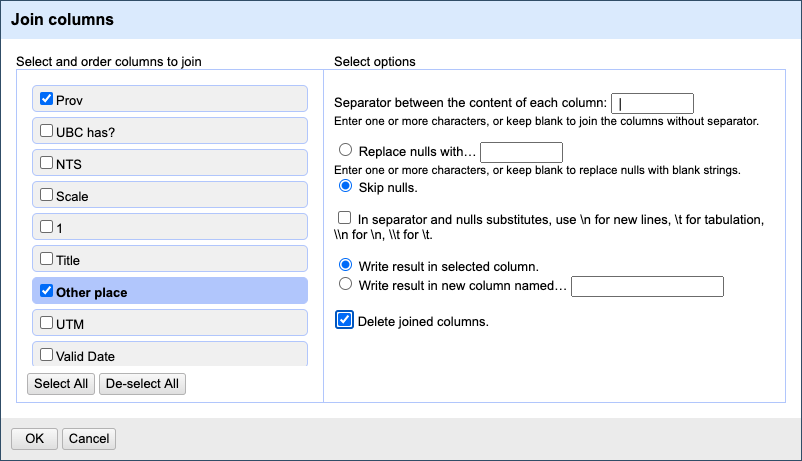 Join columns
Select and order columns to join
Prov
UBC has?
NTS
Scale
1
Title
Other place
UTM
Valid Date
Select All De-select All
Select options
Separator between the content of each column: |
Enter one or more characters, or keep blank to join the columns without separator.
Replace nulls with…
Enter one or more characters, or keep blank to replace nulls with blank strings.
Skip nulls.
In separator and nulls substitutes, use \n for new lines, \t for tabulation,
\\n for \n, \\t for \t.
Write result in selected column.
Write result in new column named…
Delete joined columns.
OK Cancel